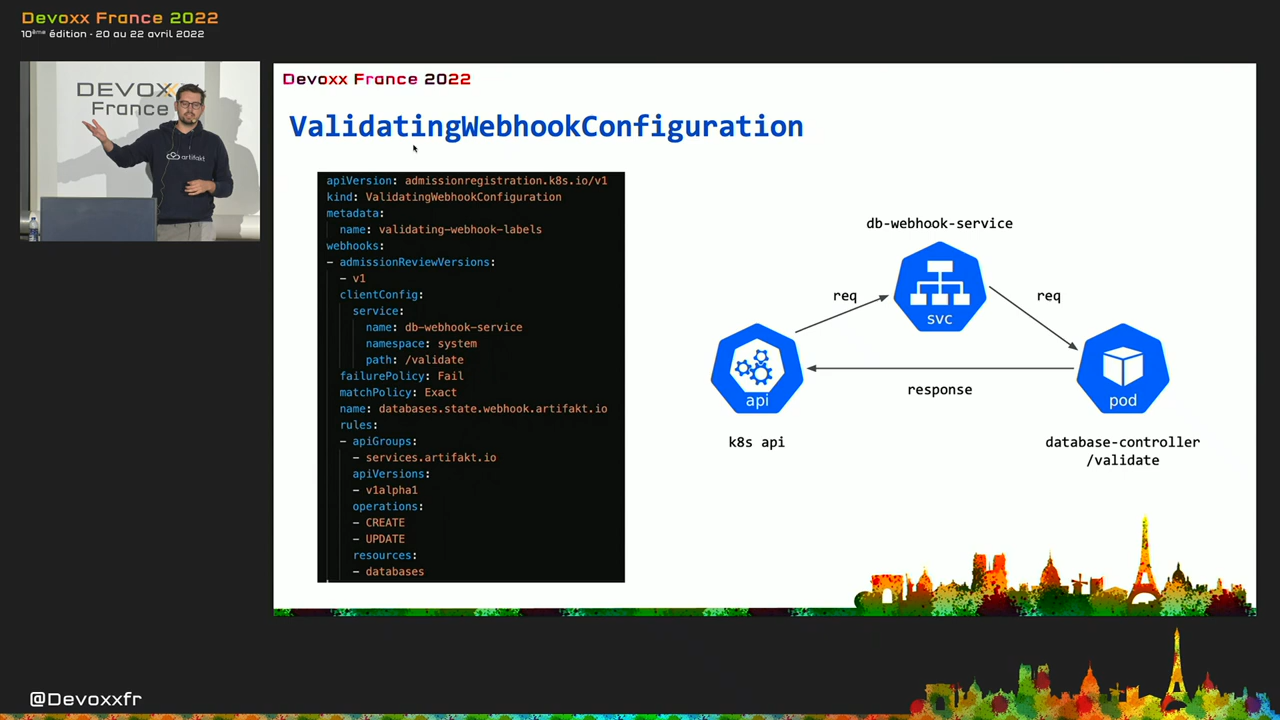 Devoxx France 2022
10ème édition - 20 au 22 avril 2022
DEVOXX
France
artifakt
Devoxx France 2022
ValidatingWebhookConfiguration
apiVersion: admissionregistration.k8s.io/v1
kind: ValidatingWebhookConfiguration
metadata:
  name: validating-webhook-labels
webhooks:
- admissionReviewVersions:
  - v1
  clientConfig:
    service:
      name: db-webhook-service
      namespace: system
      path: /validate
  failurePolicy: Fail
  matchPolicy: Exact
  name: databases.state.webhook.artifakt.io
  rules:
  - apiGroups:
    - services.artifakt.io
    apiVersions:
    - v1alpha1
    operations:
    - CREATE
    - UPDATE
    resources:
    - databases
db-webhook-service
req
svc
req
api
response
pod
k8s api
database-controller
/validate
@Devoxxfr